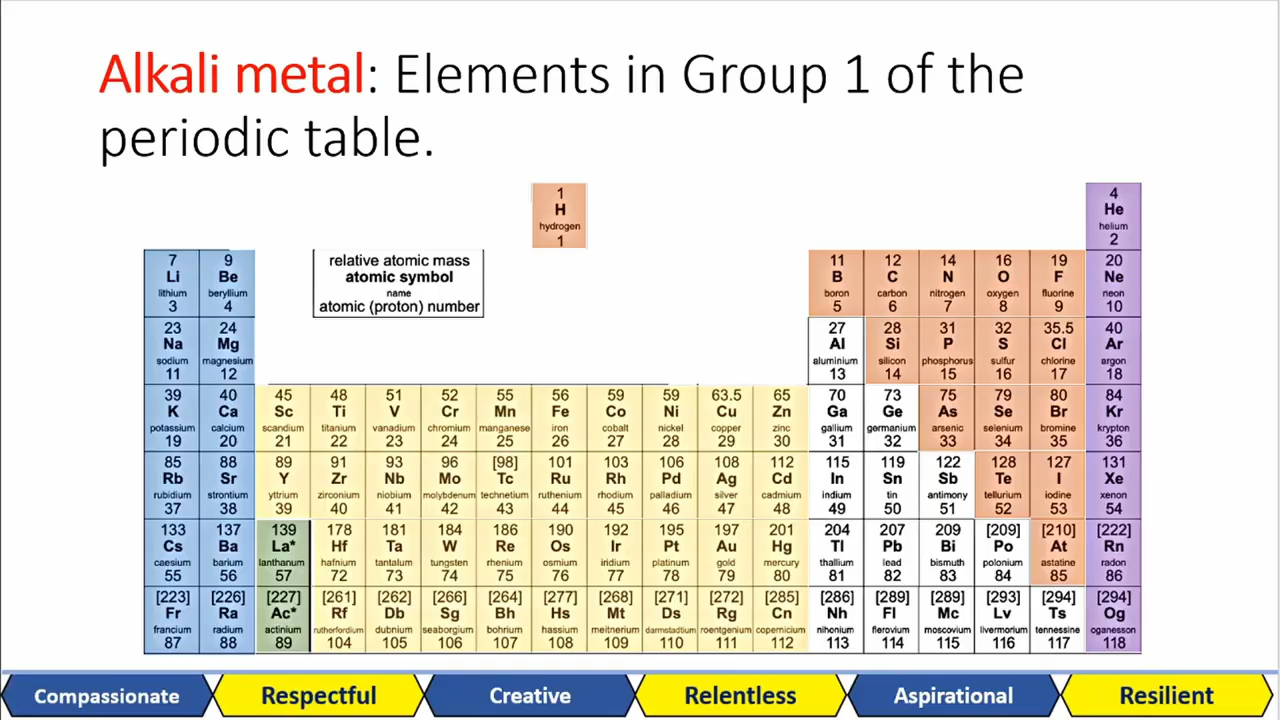 Alkali metal: Elements in Group 1 of the
periodic table.
1 4
H He
hydrogen helium
1 2
7 9 relative atomic mass 11 12 14 16 19 20
Li Be atomic symbol B C N O F Ne
lithium beryllium name boron carbon nitrogen oxygen fluorine neon
3 4 atomic (proton) number 5 6 7 8 9 10
23 24 27 28 31 32 35.5 40
Na Mg Al Si P S Cl Ar
sodium magnesium aluminium silicon phosphorus sulfur chlorine argon
11 12 13 14 15 16 17 18
39 40 45 48 51 52 55 56 59 59 63.5 65 70 73 75 79 80 84
K Ca Sc Ti V Cr Mn Fe Co Ni Cu Zn Ga Ge As Se Br Kr
potassium calcium scandium titanium vanadium chromium manganese iron cobalt nickel copper zinc gallium germanium arsenic selenium bromine krypton
19 20 21 22 23 24 25 26 27 28 29 30 31 32 33 34 35 36
85 88 89 91 93 96 [98] 101 103 106 108 112 115 119 122 128 127 131
Rb Sr Y Zr Nb Mo Tc Ru Rh Pd Ag Cd In Sn Sb Te I Xe
rubidium strontium yttrium zirconium niobium molybdenum technetium ruthenium rhodium palladium silver cadmium indium tin antimony tellurium iodine xenon
37 38 39 40 41 42 43 44 45 46 47 48 49 50 51 52 53 54
133 137 139 178 181 184 186 190 192 195 197 201 204 207 209 [209] [210] [222]
Cs Ba La* Hf Ta W Re Os Ir Pt Au Hg Tl Pb Bi Po At Rn
caesium barium lanthanum hafnium tantalum tungsten rhenium osmium iridium platinum gold mercury thallium lead bismuth polonium astatine radon
55 56 57 72 73 74 75 76 77 78 79 80 81 82 83 84 85 86
[223] [226] [227] [261] [262] [266] [264] [277] [268] [271] [272] [285] [286] [289] [289] [293] [294] [294]
Fr Ra Ac* Rf Db Sg Bh Hs Mt Ds Rg Cn Nh Fl Mc Lv Ts Og
francium radium actinium rutherfordium dubnium seaborgium bohrium hassium meitnerium darmstadtium roentgenium copernicium nihonium flerovium moscovium livermorium tennessine oganesson
87 88 89 104 105 106 107 108 109 110 111 112 113 114 115 116 117 118
Compassionate Respectful Creative Relentless Aspirational Resilient